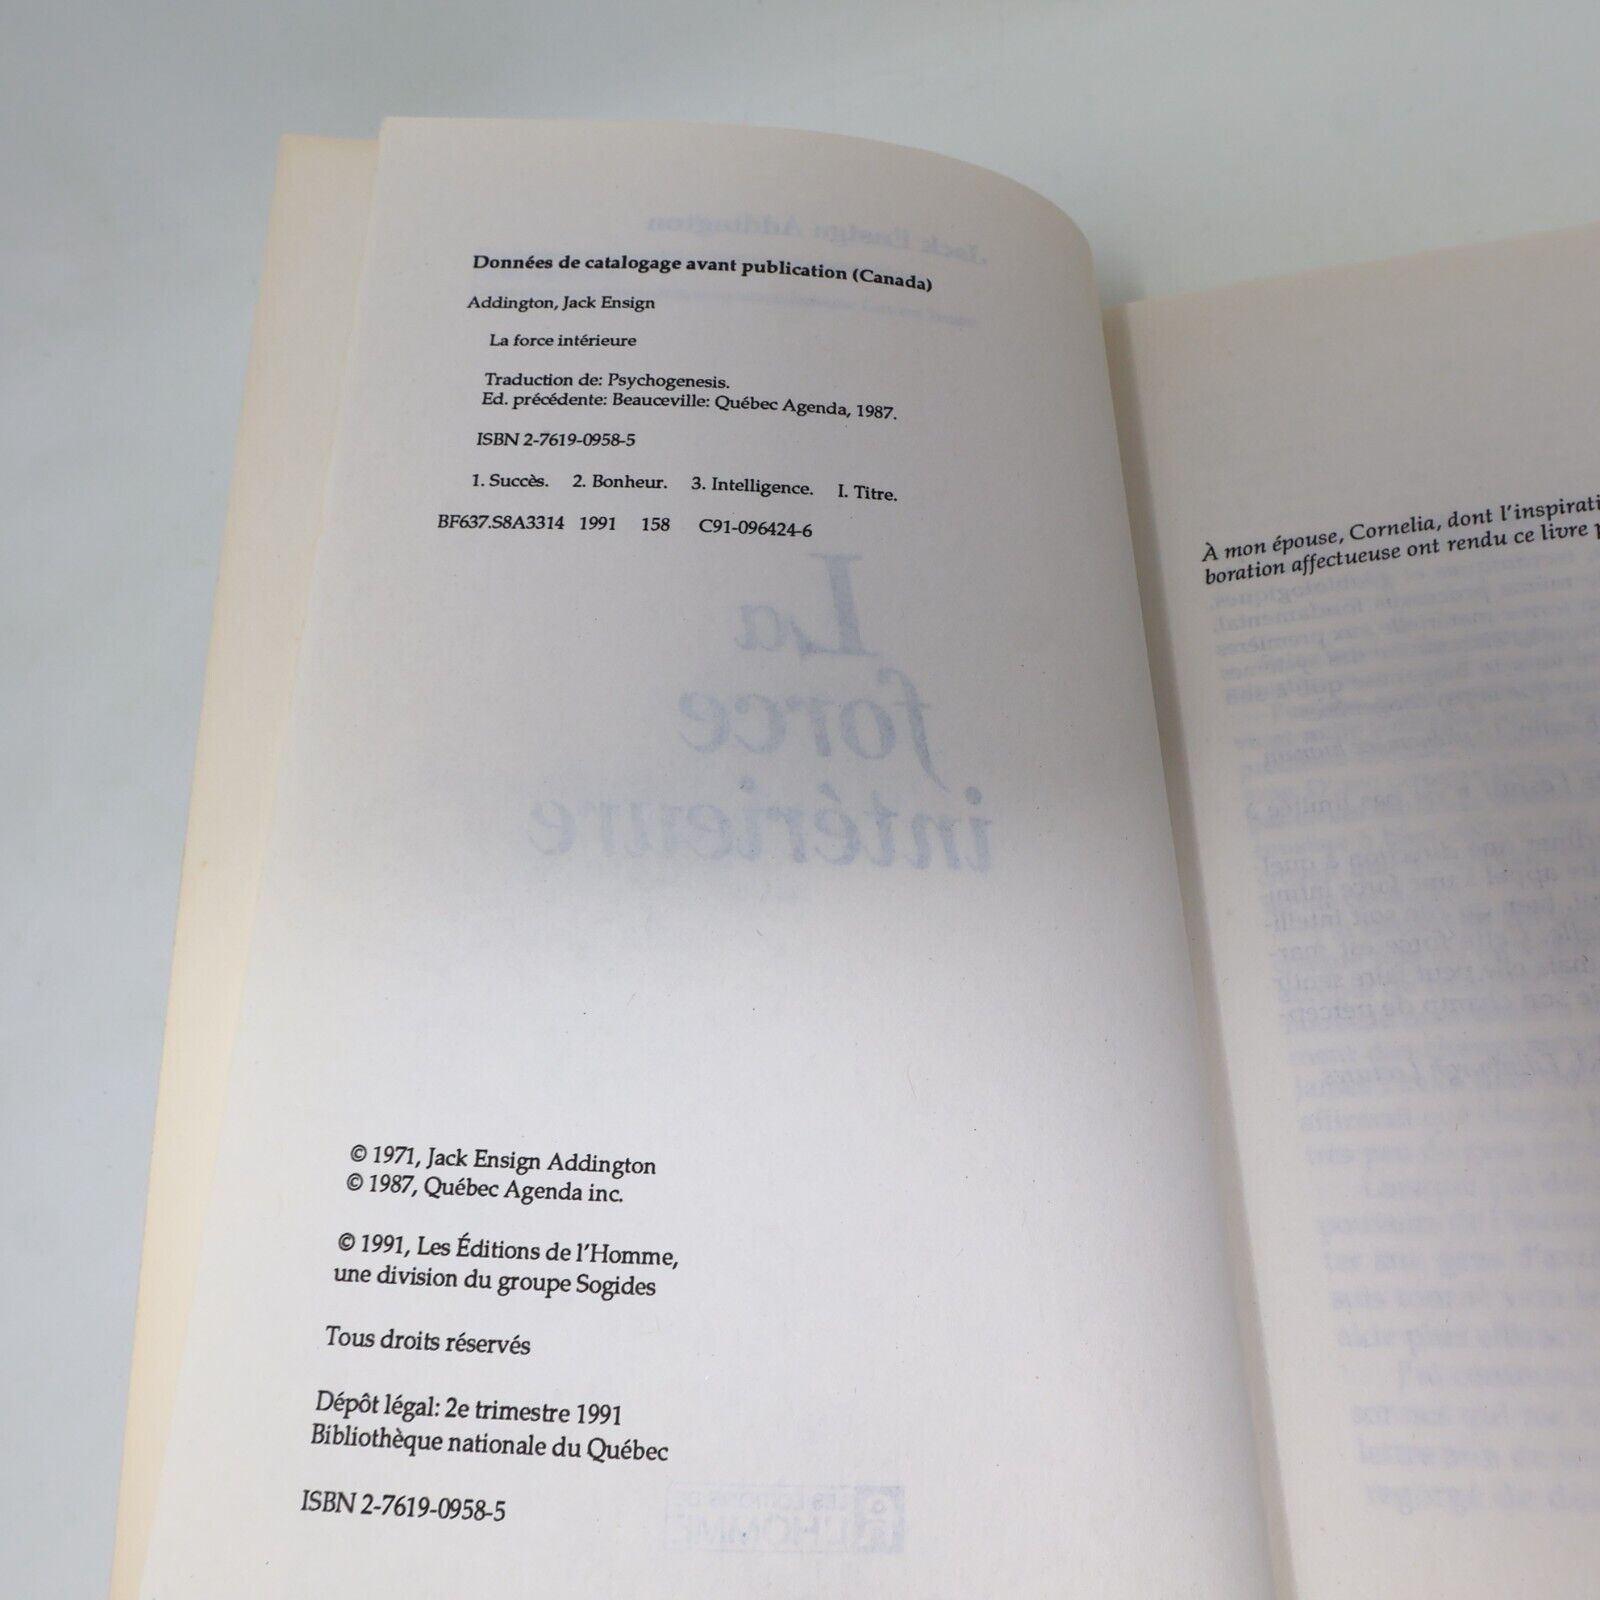 Données de catalogage avant publication (Canada)
Addington, Jack Ensign
La force intérieure
Traduction de: Psychogenesis.
Ed. précédente: Beauceville: Québec Agenda, 1987.
ISBN 2-7619-0958-5
1. Succès. 2. Bonheur. 3. Intelligence. I. Titre.
BF637.S8A3314 1991 158 C91-096424-6
© 1971, Jack Ensign Addington
© 1987, Québec Agenda inc.
© 1991, Les Éditions de l'Homme,
une division du groupe Sogides
Tous droits réservés
Dépôt légal: 2e trimestre 1991
Bibliothèque nationale du Québec
ISBN 2-7619-0958-5
À mon épouse, Cornelia, dont l'inspirati
boration affectueuse ont rendu ce livre p